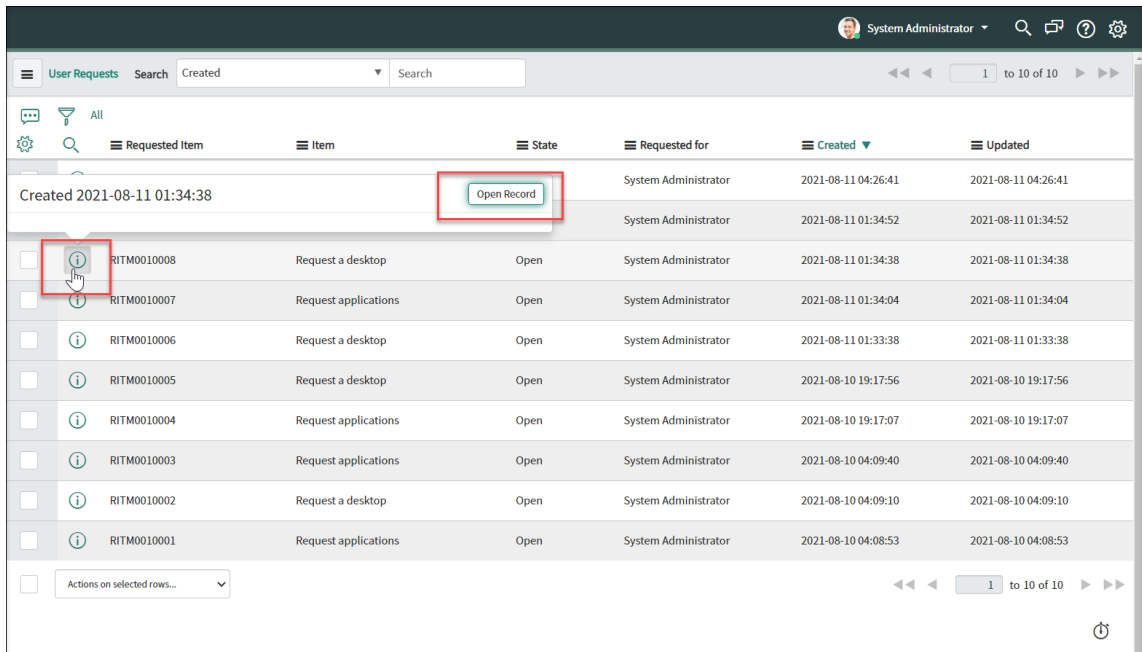 System Administrator
User Requests Search Created Search 1 to 10 of 10
All
Requested Item Item State Requested for Created Updated
System Administrator 2021-08-11 04:26:41 2021-08-11 04:26:41
Created 2021-08-11 01:34:38 Open Record
System Administrator 2021-08-11 01:34:52 2021-08-11 01:34:52
RITM0010008 Request a desktop Open System Administrator 2021-08-11 01:34:38 2021-08-11 01:34:38
RITM0010007 Request applications Open System Administrator 2021-08-11 01:34:04 2021-08-11 01:34:04
RITM0010006 Request a desktop Open System Administrator 2021-08-11 01:33:38 2021-08-11 01:33:38
RITM0010005 Request a desktop Open System Administrator 2021-08-10 19:17:56 2021-08-10 19:17:56
RITM0010004 Request applications Open System Administrator 2021-08-10 19:17:07 2021-08-10 19:17:07
RITM0010003 Request applications Open System Administrator 2021-08-10 04:09:40 2021-08-10 04:09:40
RITM0010002 Request a desktop Open System Administrator 2021-08-10 04:09:10 2021-08-10 04:09:10
RITM0010001 Request applications Open System Administrator 2021-08-10 04:08:53 2021-08-10 04:08:53
Actions on selected rows... 1 to 10 of 10